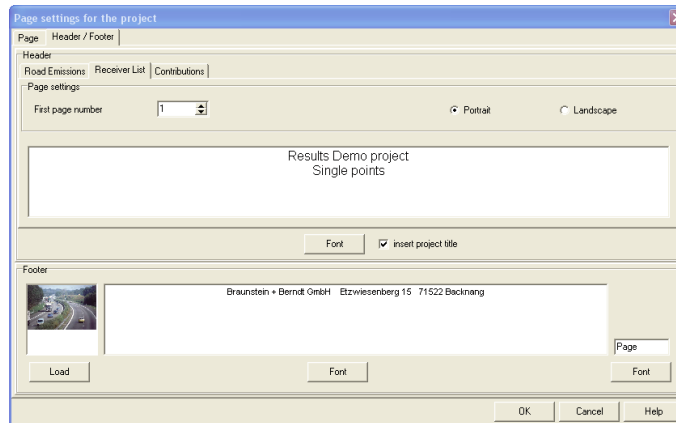 Page settings for the project
Page Header / Footer
Header
Road Emissions Receiver List Contributions
Page settings
First page number 1 Portrait Landscape
Results Demo project
Single points
Font insert project title
Footer
Braunstein + Berndt GmbH Etzwiesenberg 15 71522 Backnang
Page
Load Font Font
OK Cancel Help